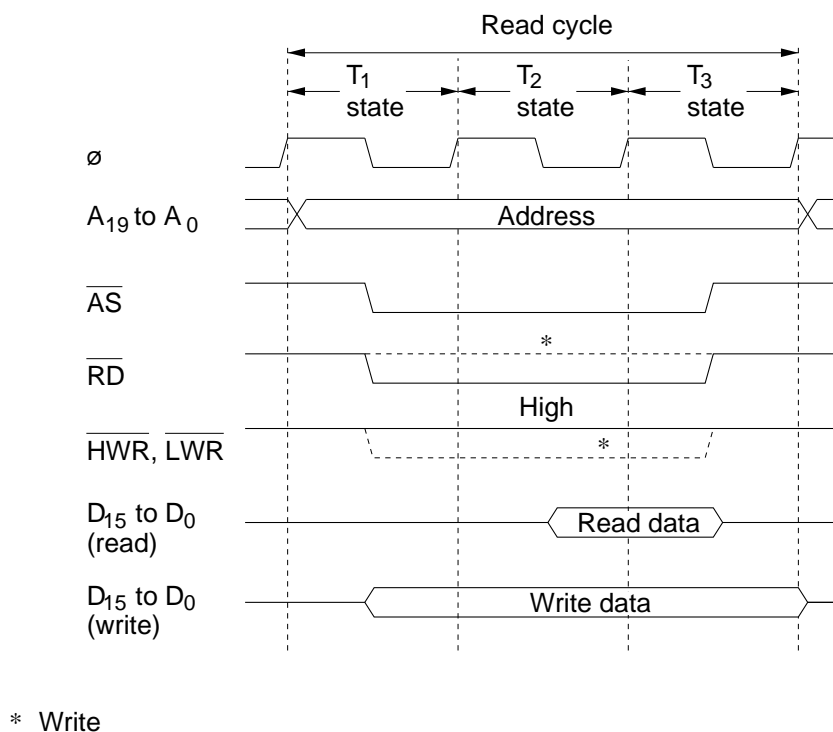 Read cycle
T1 state
T2 state
T3 state
ø
A19 to A0
Address
AS
RD
*
High
HWR, LWR
*
D15 to D0
(read)
Read data
D15 to D0
(write)
Write data
* Write